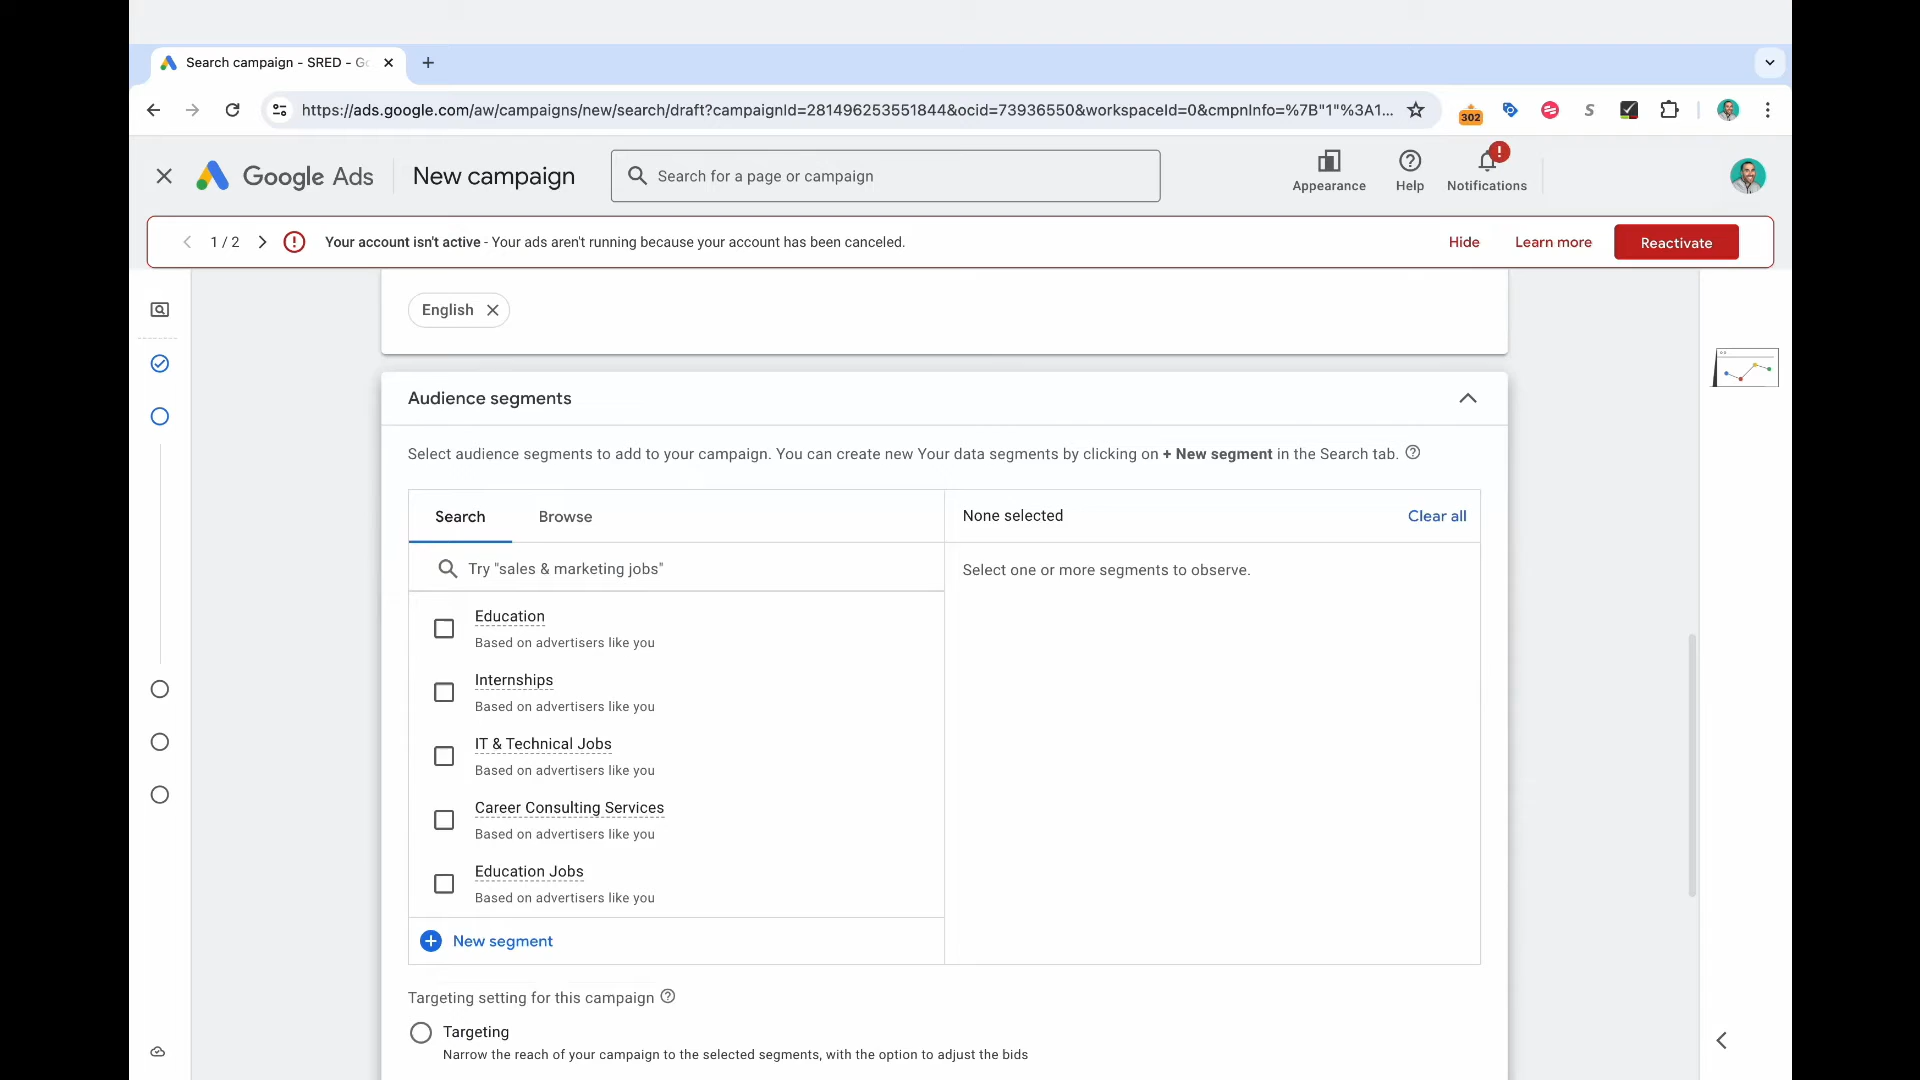 Search campaign - SRED - Go
https://ads.google.com/aw/campaigns/new/search/draft?campaignId=281496253551844&ocid=73936550&workspaceId=0&cmpnInfo=%7B"1"%3A1...
302
S
Google Ads
New campaign
Search for a page or campaign
Appearance
Help
Notifications
1 / 2
Your account isn't active - Your ads aren't running because your account has been canceled.
Hide
Learn more
Reactivate
English
Audience segments
Select audience segments to add to your campaign. You can create new Your data segments by clicking on + New segment in the Search tab.
Search
Browse
None selected
Clear all
Try "sales & marketing jobs"
Select one or more segments to observe.
Education
Based on advertisers like you
Internships
Based on advertisers like you
IT & Technical Jobs
Based on advertisers like you
Career Consulting Services
Based on advertisers like you
Education Jobs
Based on advertisers like you
New segment
Targeting setting for this campaign
Targeting
Narrow the reach of your campaign to the selected segments, with the option to adjust the bids